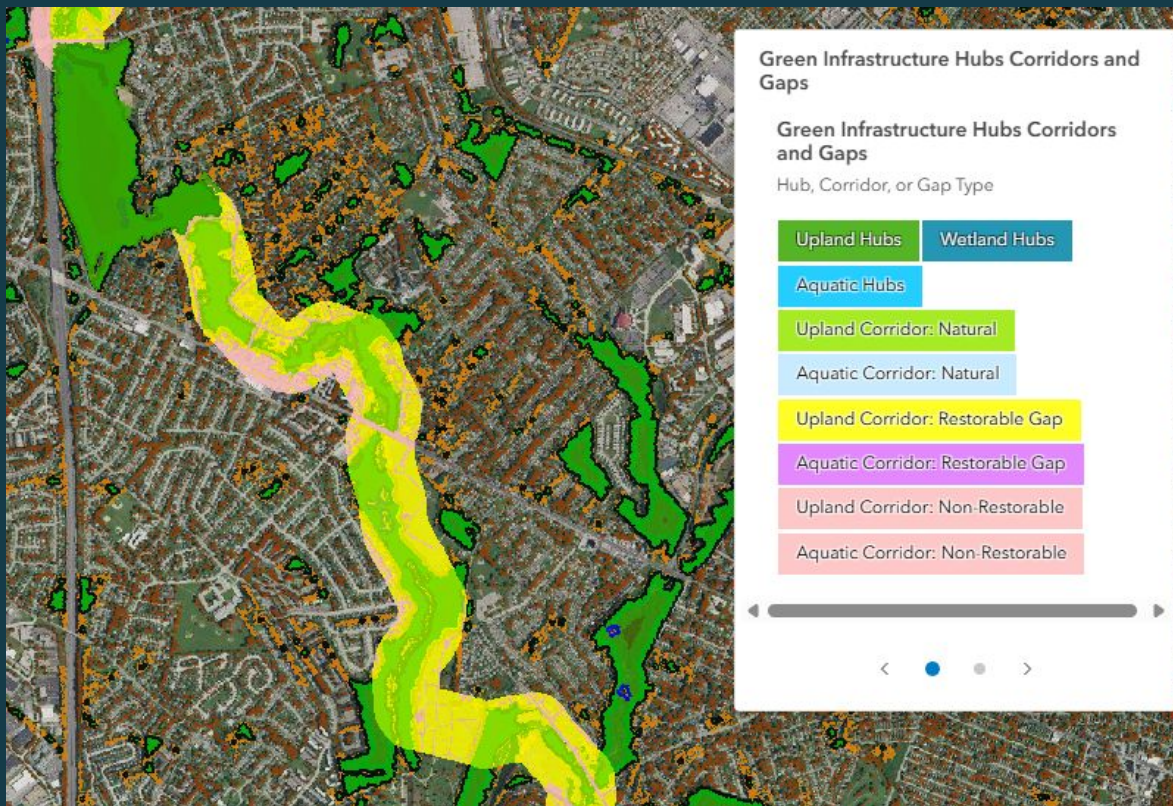 Green Infrastructure Hubs Corridors and
Gaps
Green Infrastructure Hubs Corridors
and Gaps
Hub, Corridor, or Gap Type
Upland Hubs
Wetland Hubs
Aquatic Hubs
Upland Corridor: Natural
Aquatic Corridor: Natural
Upland Corridor: Restorable Gap
Aquatic Corridor: Restorable Gap
Upland Corridor: Non-Restorable
Aquatic Corridor: Non-Restorable